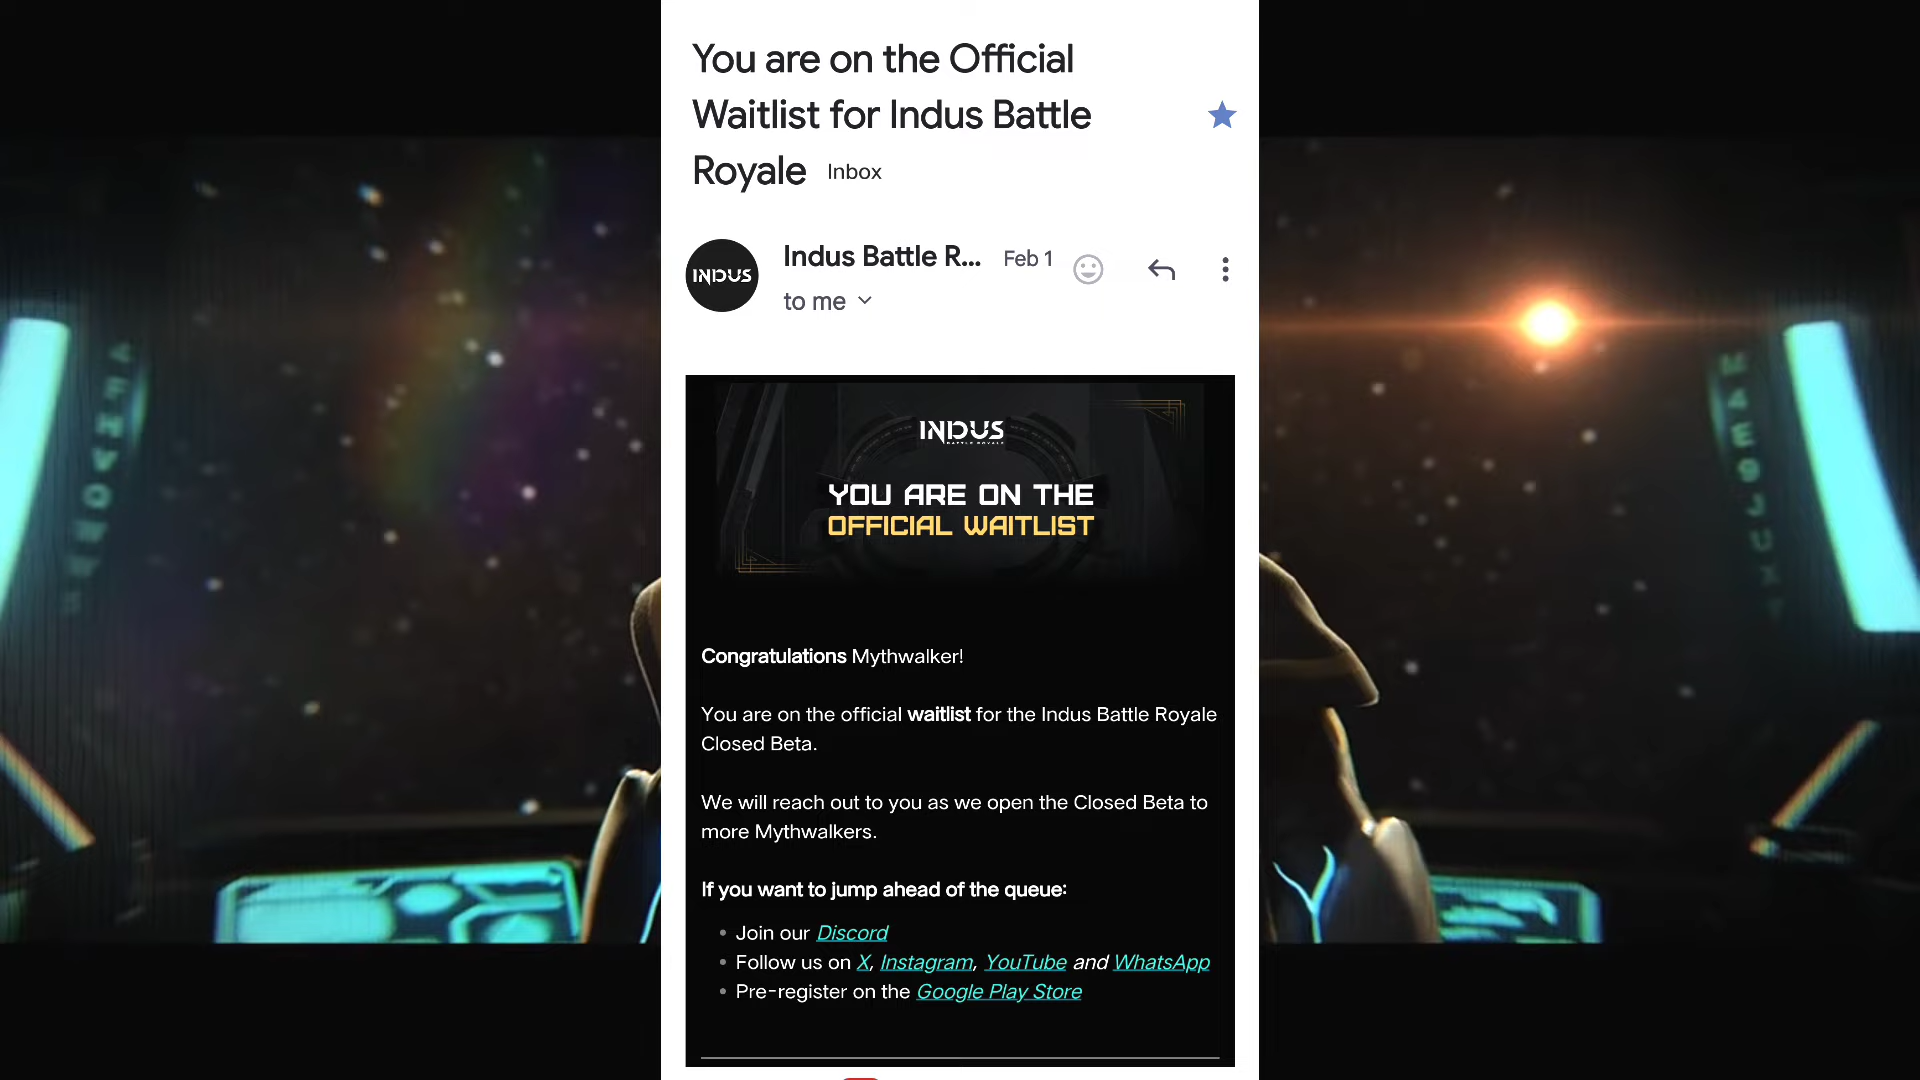 You are on the Official
Waitlist for Indus Battle
Royale Inbox
Indus Battle R... Feb 1
to me
INDUS
INDUS
BATTLE ROYALE
YOU ARE ON THE
OFFICIAL WAITLIST
Congratulations Mythwalker!
You are on the official waitlist for the Indus Battle Royale
Closed Beta.
We will reach out to you as we open the Closed Beta to
more Mythwalkers.
If you want to jump ahead of the queue:
• Join our Discord
• Follow us on X, Instagram, YouTube and WhatsApp
• Pre-register on the Google Play Store